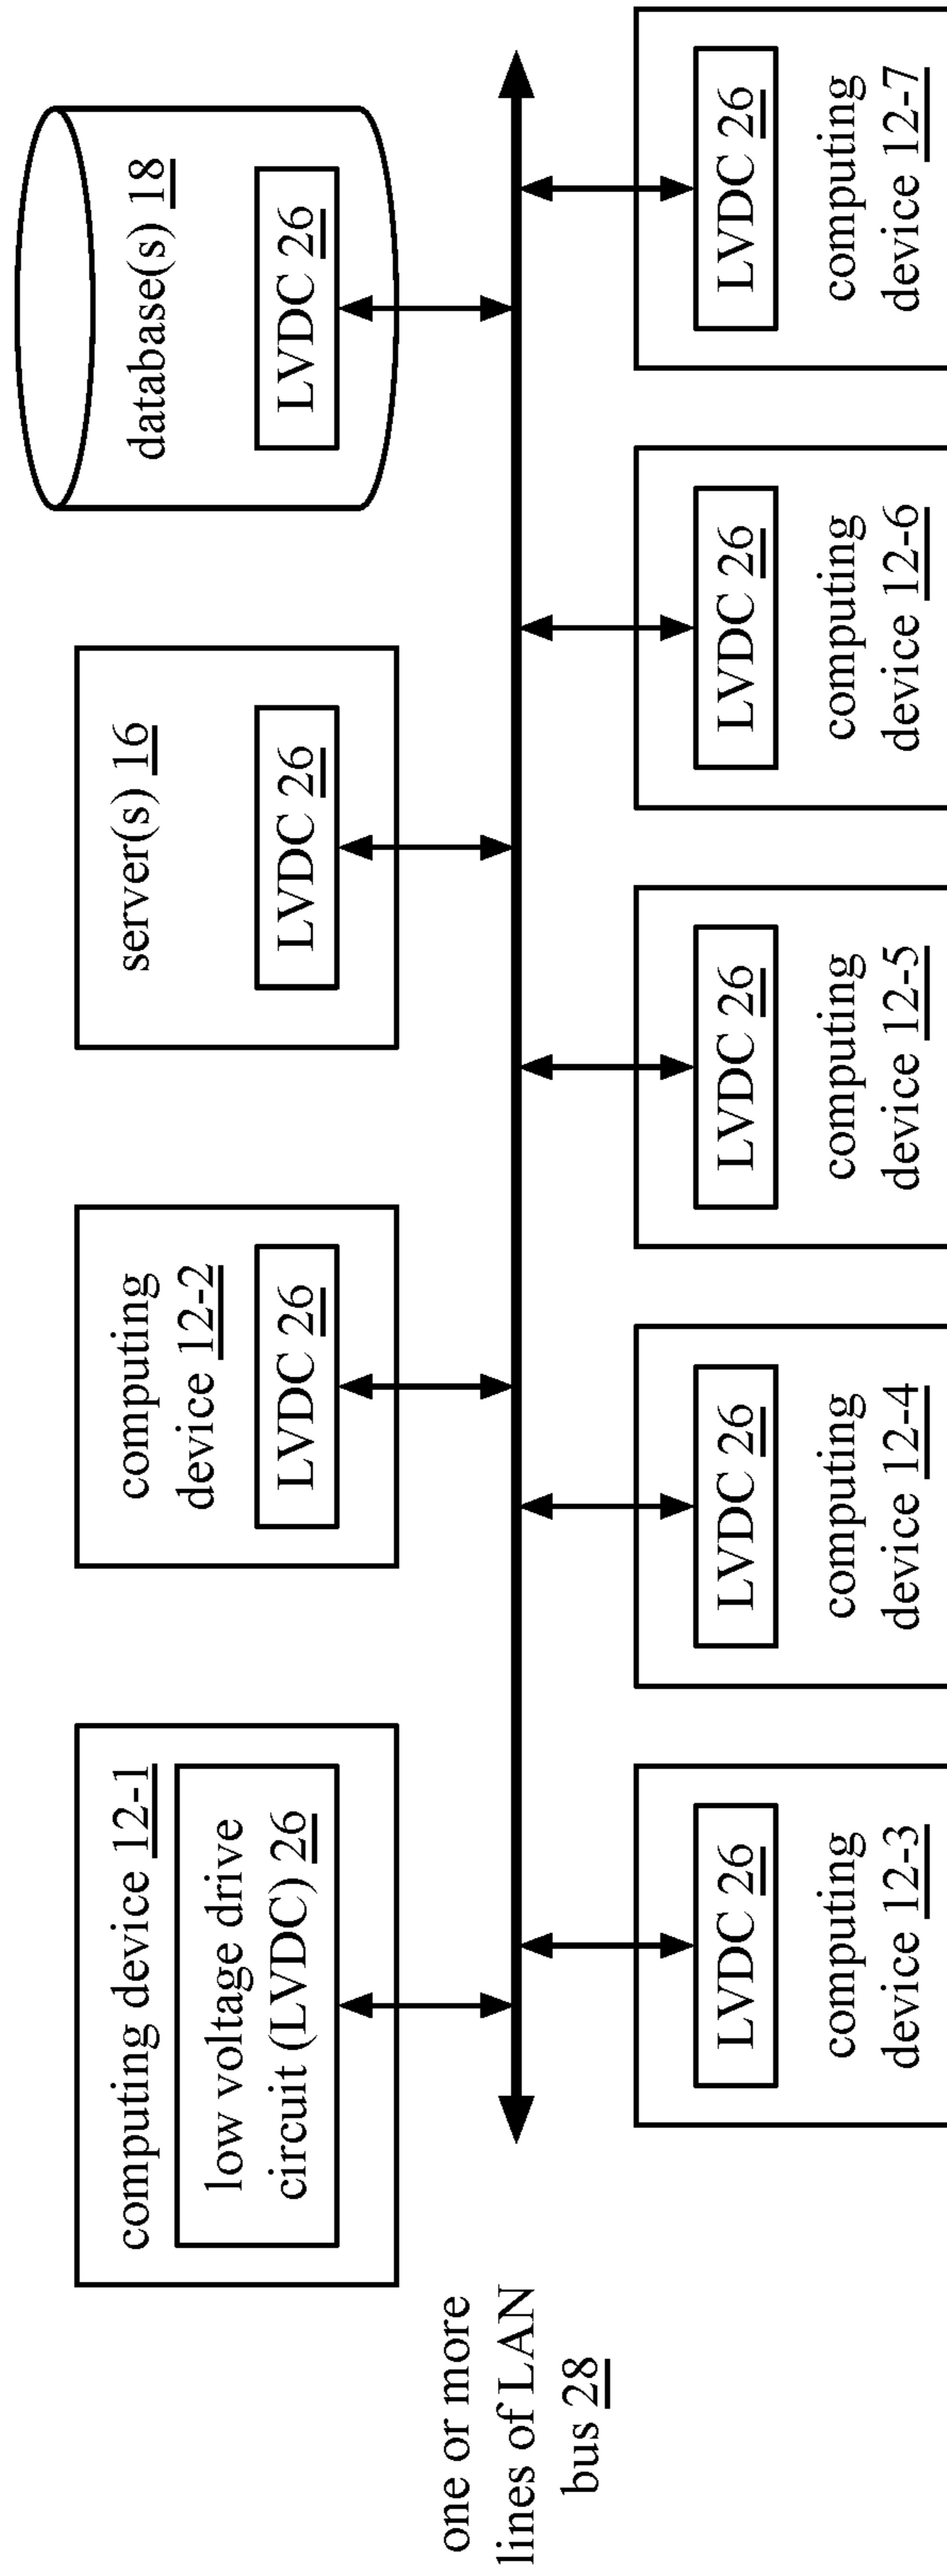 computing device 12-1
low voltage drive
circuit (LVDC) 26
computing
device 12-2
LVDC 26
server(s) 16
LVDC 26
database(s) 18
LVDC 26
one or more
lines of LAN
bus 28
LVDC 26
computing
device 12-3
LVDC 26
computing
device 12-4
LVDC 26
computing
device 12-5
LVDC 26
computing
device 12-6
LVDC 26
computing
device 12-7